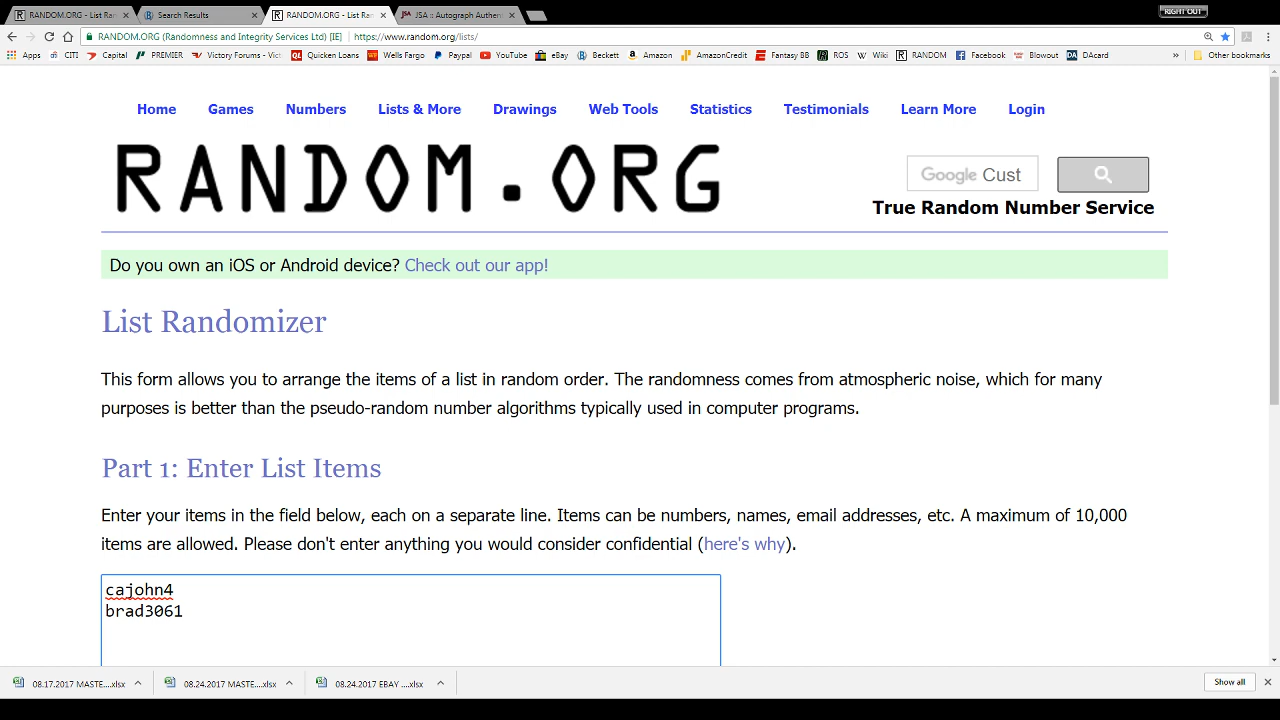 RANDOM.ORG - List Ran
Search Results
RANDOM.ORG - List Ran
JSA :: Autograph Authent
RIGHT OUT
RANDOM.ORG (Randomness and Integrity Services Ltd) [IE]
https://www.random.org/lists/
Apps
Capital
PREMIER
Victory Forums - Vict
Quicken Loans
Wells Fargo
Paypal
YouTube
eBay
Beckett
Amazon
AmazonCredit
Fantasy BB
ROS
Wiki
RANDOM
Facebook
Blowout
DAcard
» Other bookmarks
Home Games Numbers Lists & More Drawings Web Tools Statistics Testimonials Learn More Login
RANDOM.ORG
Google Cust
True Random Number Service
Do you own an iOS or Android device? Check out our app!
List Randomizer
This form allows you to arrange the items of a list in random order. The randomness comes from atmospheric noise, which for many
purposes is better than the pseudo-random number algorithms typically used in computer programs.
Part 1: Enter List Items
Enter your items in the field below, each on a separate line. Items can be numbers, names, email addresses, etc. A maximum of 10,000
items are allowed. Please don't enter anything you would consider confidential (here's why).
cajohn4
brad3061
08.17.2017 MASTE....xlsx
08.24.2017 MASTE....xlsx
08.24.2017 EBAY ....xlsx
Show all